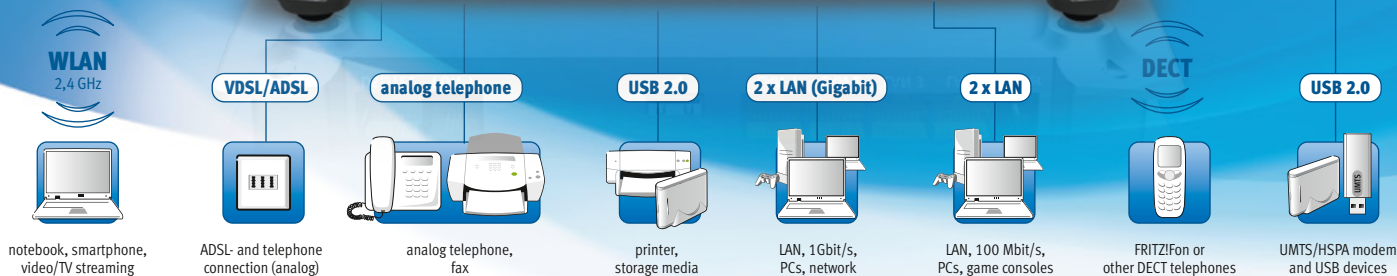 WLAN
2,4 GHz
VDSL/ADSL
analog telephone
USB 2.0
2 x LAN (Gigabit)
2 x LAN
DECT
USB 2.0
UMTS
notebook, smartphone,
video/TV streaming
ADSL- and telephone
connection (analog)
analog telephone,
fax
printer,
storage media
LAN, 1Gbit/s,
PCs, network
LAN, 100 Mbit/s,
PCs, game consoles
FRITZ!Fon or
other DECT telephones
UMTS/HSPA modem
and USB devices